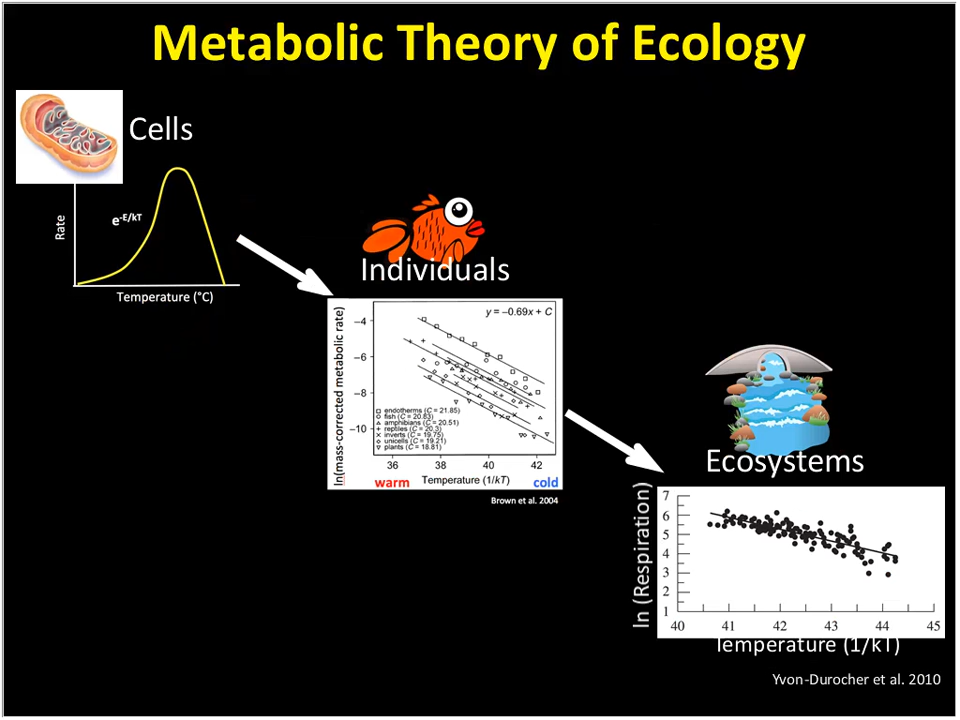 Metabolic Theory of Ecology
Cells
Rate
e-E/kT
Temperature (°C)
Individuals
ln(mass-corrected metabolic rate)
y = –0.69x + C
–4
–6
–8
–10
endotherms (C = 21.85)
fish (C = 20.83)
amphibians (C = 20.51)
reptiles (C = 20.3)
inverts (C = 19.75)
unicells (C = 19.21)
plants (C = 18.81)
36 38 40 42
warm Temperature (1/kT) cold
Brown et al. 2004
Ecosystems
ln (Respiration)
7
6
5
4
3
2
1
40 41 42 43 44 45
Temperature (1/kT)
Yvon-Durocher et al. 2010